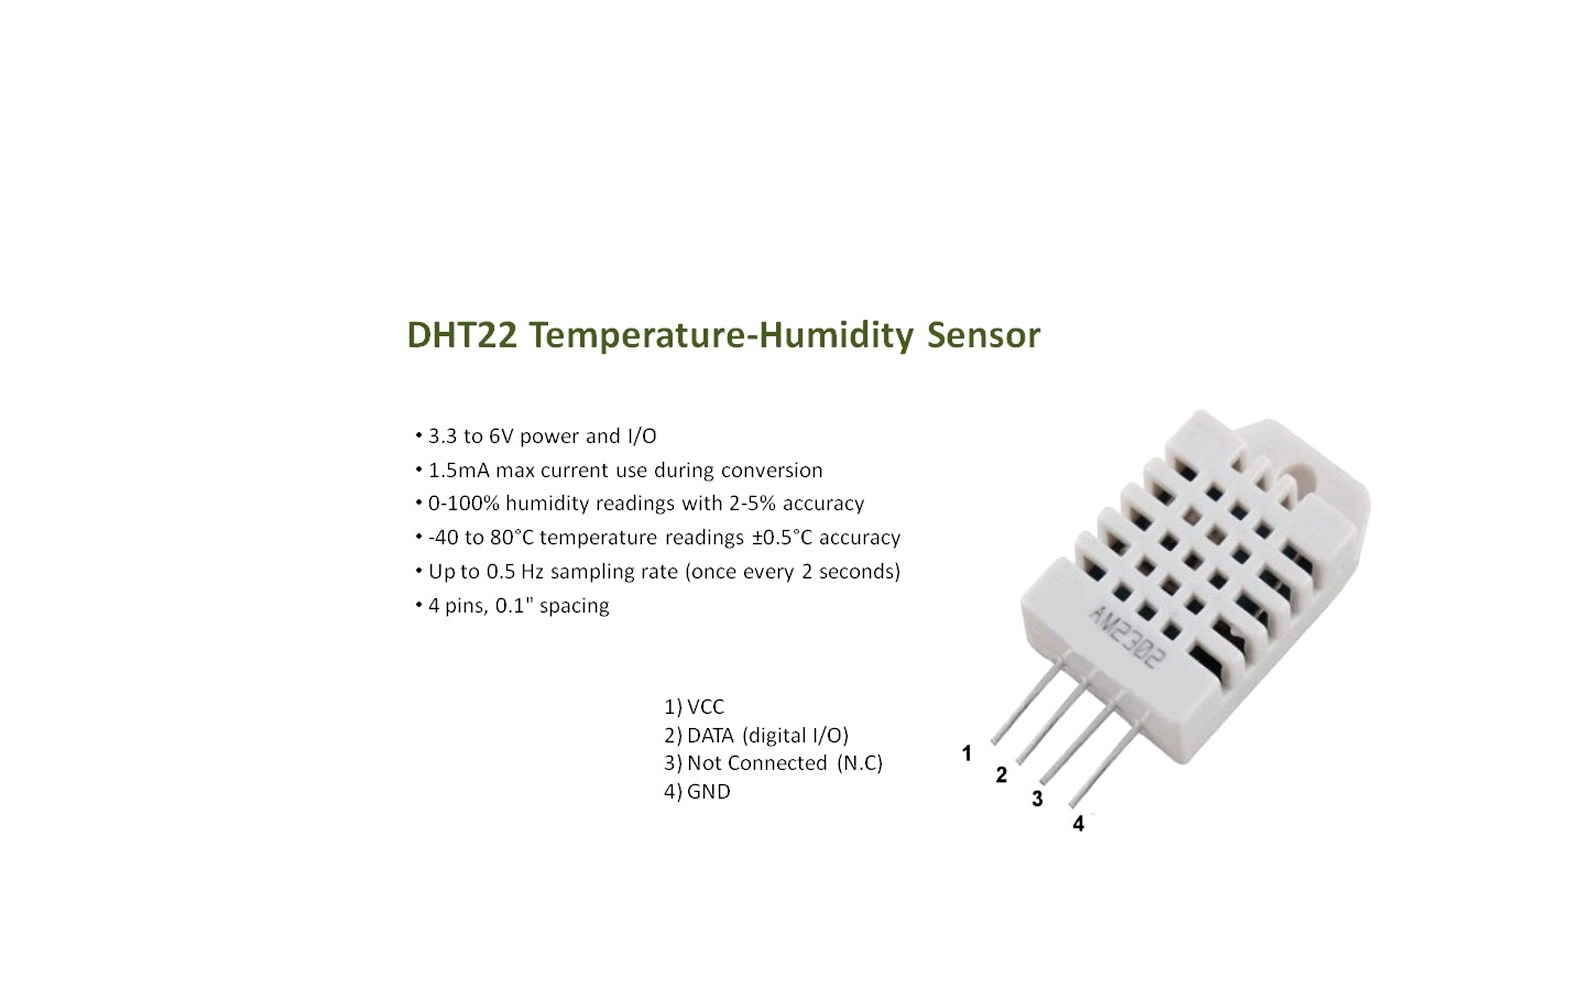 DHT22 Temperature-Humidity Sensor
• 3.3 to 6V power and I/O
• 1.5mA max current use during conversion
• 0-100% humidity readings with 2-5% accuracy
• -40 to 80°C temperature readings ±0.5°C accuracy
• Up to 0.5 Hz sampling rate (once every 2 seconds)
• 4 pins, 0.1" spacing
AM2302
1) VCC
2) DATA (digital I/O)
3) Not Connected (N.C)
4) GND
1
2
3
4